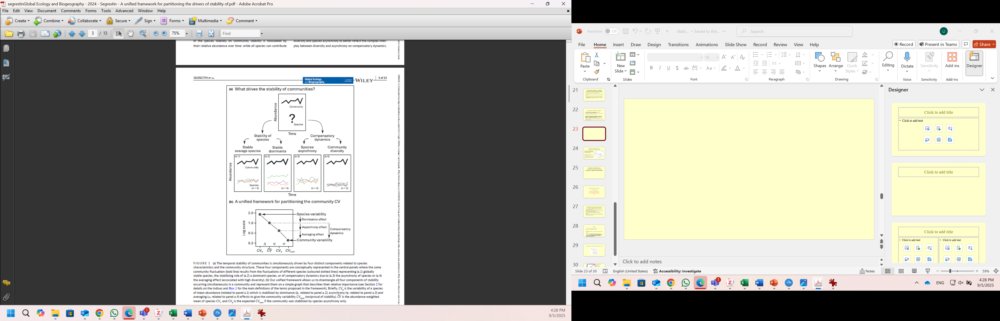 segrestinGlobal Ecology and Biogeography - 2024 - Segrestin - A unified framework for partitioning the drivers of stability of.pdf - Adobe Acrobat Pro
File Edit View Document Comments Forms Tools Advanced Window Help
Create Combine Collaborate Secure Sign Forms Multimedia Comment
3 / 13 75% Find
of the species stability on community stability is modulated by
their relative abundance over time: while all species can contribute
diversity and species asynchrony to better reflect the complex inter-
play between diversity and asynchrony on compensatory dynamics.
SEGRESTIN ET AL.
Global Ecology
and Biogeography
WILEY
3 of 13
(a) What drives the stability of communities?
Abundance
Community
?
Species
Time
Stability of
species
Compensatory
dynamics
Stable
average species
Stable
dominants
Species
asynchrony
Community
diversity
Abundance
(a.1)
Community
Species
(n = 3)
(a.2)
(n = 3)
(a.3)
(n = 3)
(a.4)
(n = 5)
Time
(b) A unified framework for partitioning the community CV
Log scale
2.0
1.0
0.5
0.2
Species variability
Dominance effect
Asynchrony effect
Compensatory
dynamics
Averaging effect
Community variability
Δ ψ ω
FIGURE 1 (a) The temporal stability of communities is simultaneously driven by four distinct components related to species
characteristics and the community structure. These four components are conceptually represented in the central panels where the same
community fluctuation (bold line) results from the fluctuations of different species (coloured dotted lines) representing (a.1) globally
stable species, the stabilizing role of (a.2) a dominant species, or of compensatory dynamics due to (a.3) the asynchrony of species or (a.4)
the averaging effect (associated with high diversity). (b) Our unified framework allows us to disentangle all four components of stability
occurring simultaneously in a community and represent them on a simple graph that describes their relative importance (see Section 2 for
details on the indices and Box 1 for the main definitions of the terms proposed in the framework). Briefly, CV is the variability of a species
of mean abundance (related to panel a.1) which is stabilized by dominance (Δ, related to panel a.2), asynchrony (ψ, related to panel a.3) and
averaging (ω, related to panel a.4) effects to give the community variability CVcom (reciprocal of stability). C͠V is the abundance-weighted
mean of species CVi, and CV is the expected CVcom if the community was stabilized by species asynchrony only.
4:28 PM
9/5/2025
AutoSave Off Stabi... • Saved to this... Search LJ
File Home Insert Draw Design Transitions Animations Slide Show Record Review View Help
Record Present in Teams Share
Paste
Clipboard
New
Slide
Slides
18
B I U S ab AV Aa A
Font
Paragraph
Shapes Arrange Quick
Styles
Drawing
Editing
Dictate
Voice
Sensitivity
Sensitivity
Add-ins
Add-ins
Designer
21
22
23
24
25
26
27
28
29
30
Click to add notes
Designer
Click to add title
• Click to add text
Click to add title
Click to add title
• Click to add text
• Click to add text
Slide 23 of 30 English (United States) Accessibility: Investigate Notes 59%
ENG
4:28 PM
9/5/2025